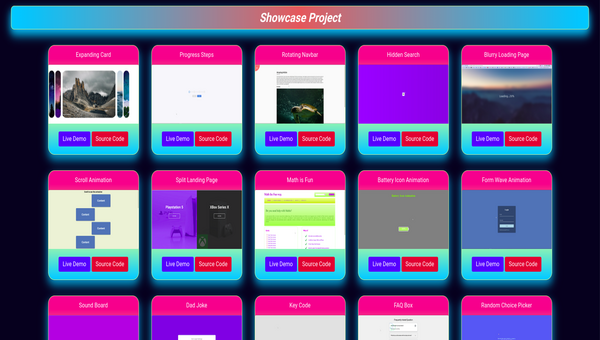 Showcase Project
Expanding Card
Progress Steps
Rotating Navbar
Hidden Search
Blurry Loading Page
Live Demo Source Code
Live Demo Source Code
Live Demo Source Code
Live Demo Source Code
Live Demo Source Code
Scroll Animation
Split Landing Page
Math is Fun
Battery Icon Animation
Form Wave Animation
Content
Content
Content
Content
Playstation 5
XBox Series X
Live Demo Source Code
Live Demo Source Code
Live Demo Source Code
Live Demo Source Code
Live Demo Source Code
Sound Board
Dad Joke
Key Code
FAQ Box
Random Choice Picker